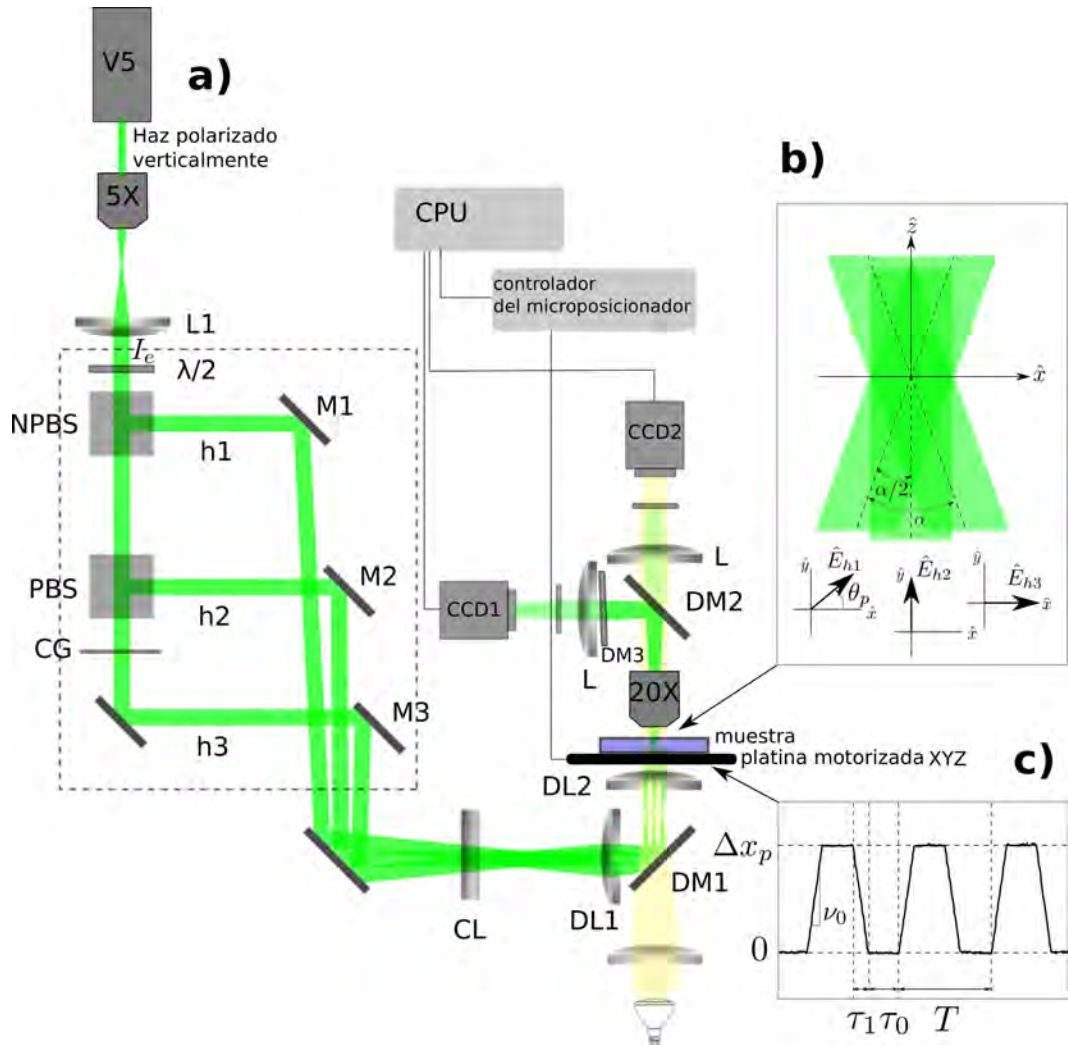 a)
V5
Haz polarizado
verticalmente
5X
L1
I_e
λ/2
NPBS
M1
h1
PBS
M2
h2
CG
M3
h3
CPU
controlador
del microposicionador
CCD2
L
DM2
CCD1
DM3
L
20X
muestra
platina motorizada XYZ
DL2
DM1
DL1
CL
b)
ẑ
x̂
α/2
α
ŷ
Ê_h1
θ_p
x̂
ŷ
Ê_h2
x̂
ŷ
Ê_h3
x̂
c)
Δx_p
ν_0
0
τ_1 τ_0 T